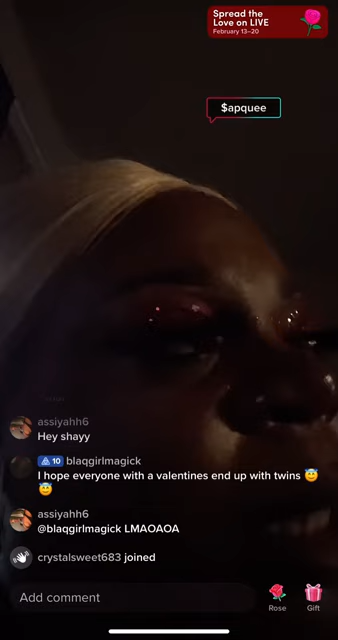 Spread the
Love on LIVE
February 13–20
$apquee
assiyahh6
Hey shayy
10 blaqgirlmagick
I hope everyone with a valentines end up with twins 😇
😇
assiyahh6
@blaqgirlmagick LMAOAOA
crystalsweet683 joined
Add comment
Rose
Gift